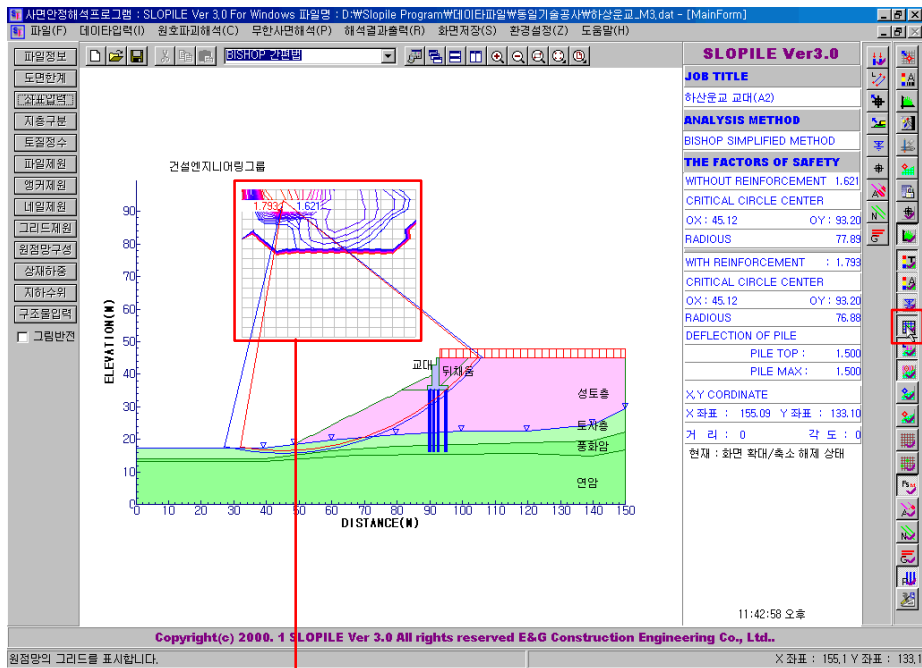 사면안정해석프로그램 : SLOPILE Ver 3.0 For Windows 파일명 : D:₩Slopile Program₩데이타파일₩동일기술공사₩하상운교_M3.dat - [MainForm]
파일(F) 데이타입력(I) 원호파괴해석(C) 무한사면해석(P) 해석결과출력(R) 화면저장(S) 환경설정(Z) 도움말(H)
BISHOP 간편법
파일정보
도면한계
좌표입력
지층구분
토질정수
파일제원
앵커제원
네일제원
그리드제원
원점망구성
상재하중
지하수위
구조물입력
그림반전
건설엔지니어링그룹
1.793 1.621
ELEVATION(M)
90
80
70
60
50
40
30
20
10
0
교대
뒤채움
성토층
토사층
풍화암
연암
0 10 20 30 40 50 60 70 80 90 100 110 120 130 140 150
DISTANCE(M)
SLOPILE Ver3.0
JOB TITLE
하산운교 교대(A2)
ANALYSIS METHOD
BISHOP SIMPLIFIED METHOD
THE FACTORS OF SAFETY
WITHOUT REINFORCEMENT 1.621
CRITICAL CIRCLE CENTER
OX : 45.12 OY : 93.20
RADIOUS 77.89
WITH REINFORCEMENT : 1.793
CRITICAL CIRCLE CENTER
OX : 45.12 OY : 93.20
RADIOUS 76.88
DEFLECTION OF PILE
PILE TOP : 1.500
PILE MAX : 1.500
X,Y CORDINATE
X 좌표 : 155.09 Y 좌표 : 133.10
거 리 : 0 각 도 : 0
현재 : 화면 확대/축소 해제 상태
11:42:58 오후
Copyright(c) 2000. 1 SLOPILE Ver 3.0 All rights reserved E&G Construction Engineering Co., Ltd..
원점망의 그리드를 표시합니다.
X 좌표 : 155,1 Y 좌표 : 133,1